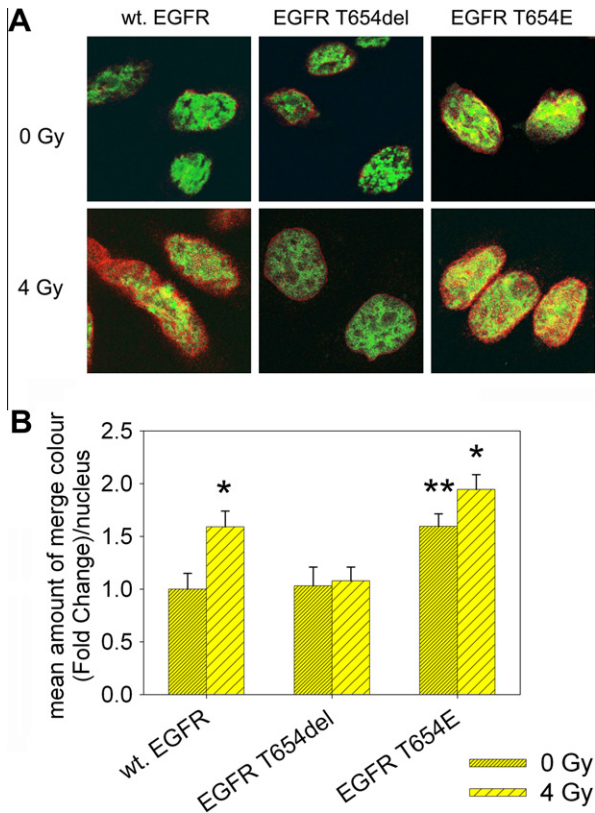 A
wt. EGFR EGFR T654del EGFR T654E
0 Gy
4 Gy
B
mean amount of merge colour
(Fold Change)/nucleus
2.5
2.0
1.5
1.0
0.5
0.0
*
**
*
wt. EGFR
EGFR T654del
EGFR T654E
0 Gy
4 Gy